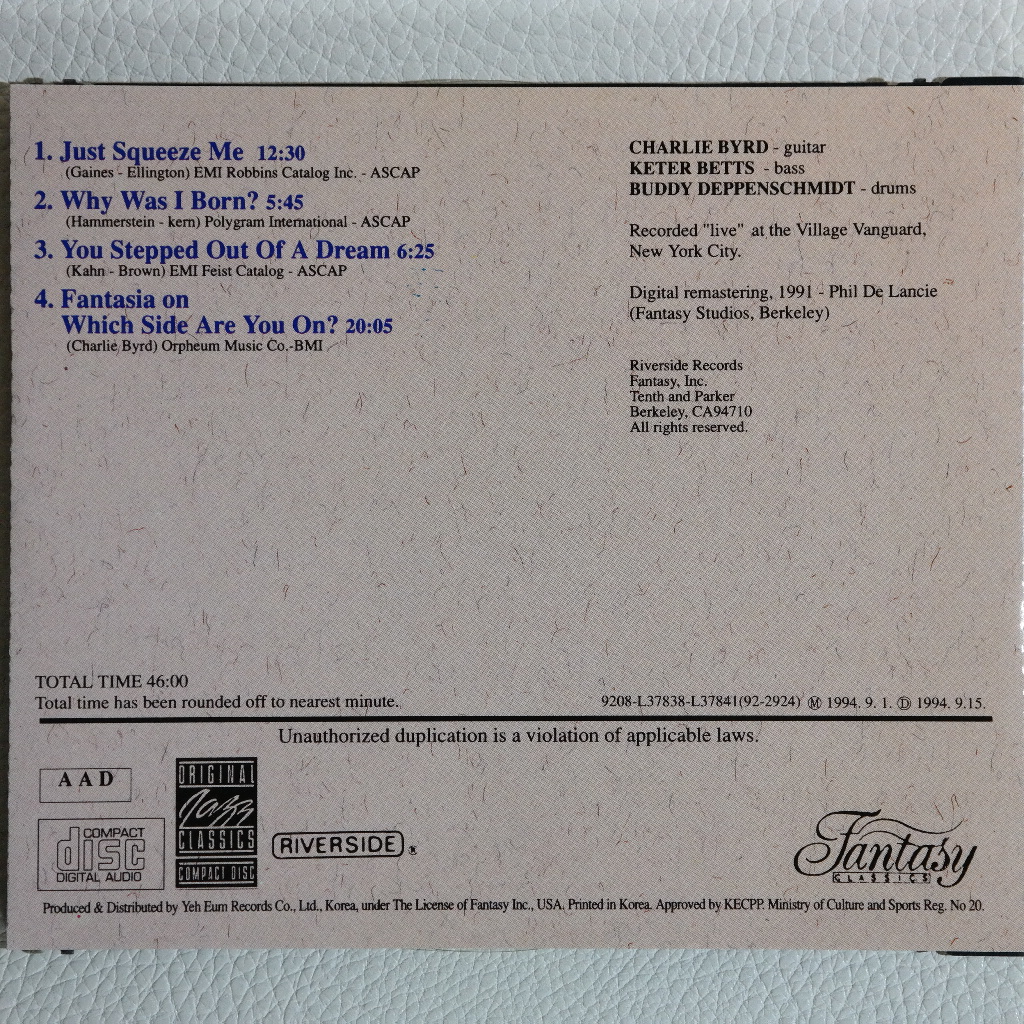 1. Just Squeeze Me 12:30
(Gaines - Ellington) EMI Robbins Catalog Inc. - ASCAP
2. Why Was I Born? 5:45
(Hammerstein - kern) Polygram International - ASCAP
3. You Stepped Out Of A Dream 6:25
(Kahn - Brown) EMI Feist Catalog - ASCAP
4. Fantasia on
Which Side Are You On? 20:05
(Charlie Byrd) Orpheum Music Co.-BMI
CHARLIE BYRD - guitar
KETER BETTS - bass
BUDDY DEPPENSCHMIDT - drums
Recorded "live" at the Village Vanguard,
New York City.
Digital remastering, 1991 - Phil De Lancie
(Fantasy Studios, Berkeley)
Riverside Records
Fantasy, Inc.
Tenth and Parker
Berkeley, CA94710
All rights reserved.
TOTAL TIME 46:00
Total time has been rounded off to nearest minute.
9208-L37838-L37841(92-2924) Ⓜ 1994. 9. 1. Ⓓ 1994. 9.15.
Unauthorized duplication is a violation of applicable laws.
A A D
COMPACT
disc
DIGITAL AUDIO
ORIGINAL
Jazz
CLASSICS
COMPACT DISC
RIVERSIDE ®
Fantasy
CLASSICS
Produced & Distributed by Yeh Eum Records Co., Ltd., Korea, under The License of Fantasy Inc., USA. Printed in Korea. Approved by KECPP. Ministry of Culture and Sports Reg. No 20.